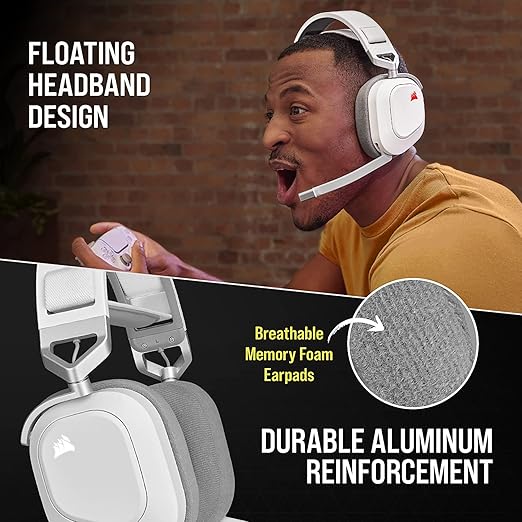 FLOATING
HEADBAND
DESIGN
Breathable
Memory Foam
Earpads
DURABLE ALUMINUM
REINFORCEMENT